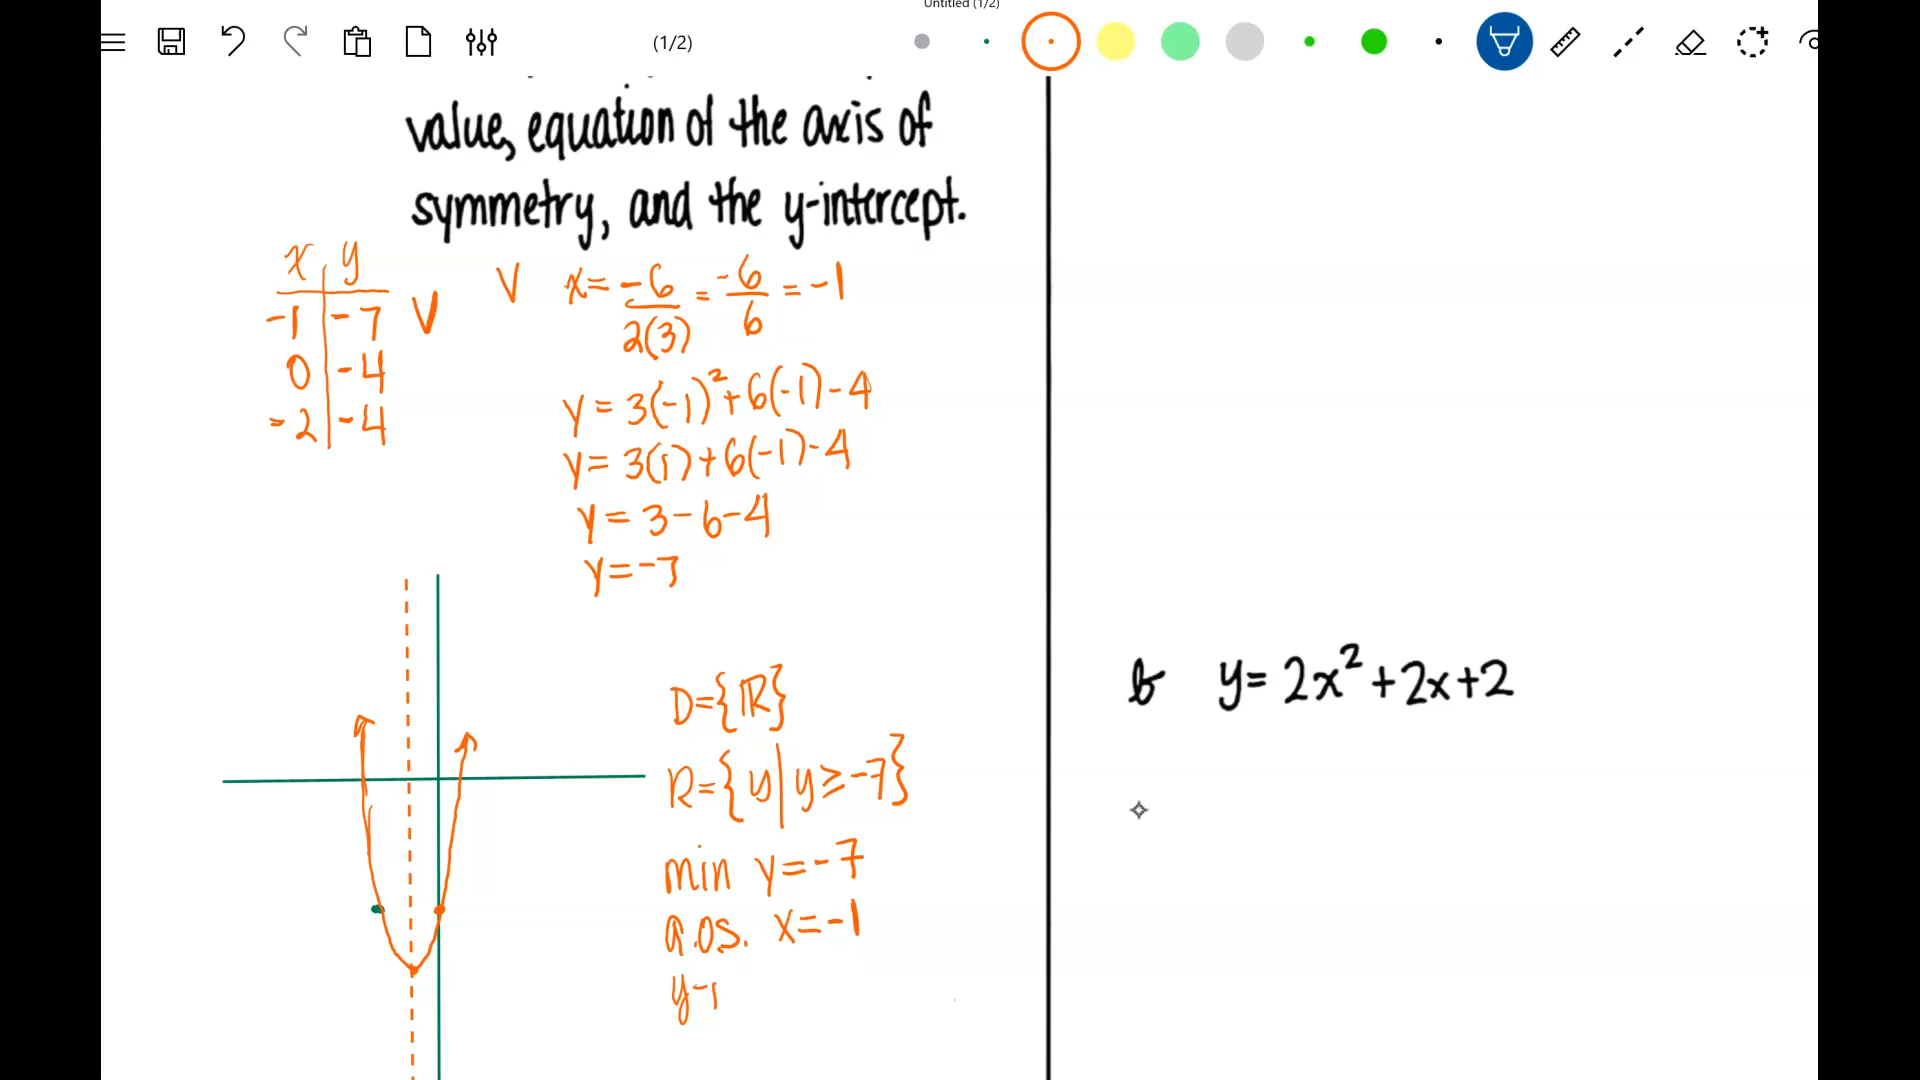 Untitled (1/2)
(1/2)
value, equation of the axis of
symmetry, and the y-intercept.
x y
-1 -7 V
0 -4
-2 -4
V x = -6/2(3) = -6/6 = -1
y = 3(-1)² + 6(-1) - 4
y = 3(1) + 6(-1) - 4
y = 3 - 6 - 4
y = -7
D = {ℝ}
R = {y | y ≥ -7}
min y = -7
a.o.s. x = -1
y-1
b y = 2x² + 2x + 2